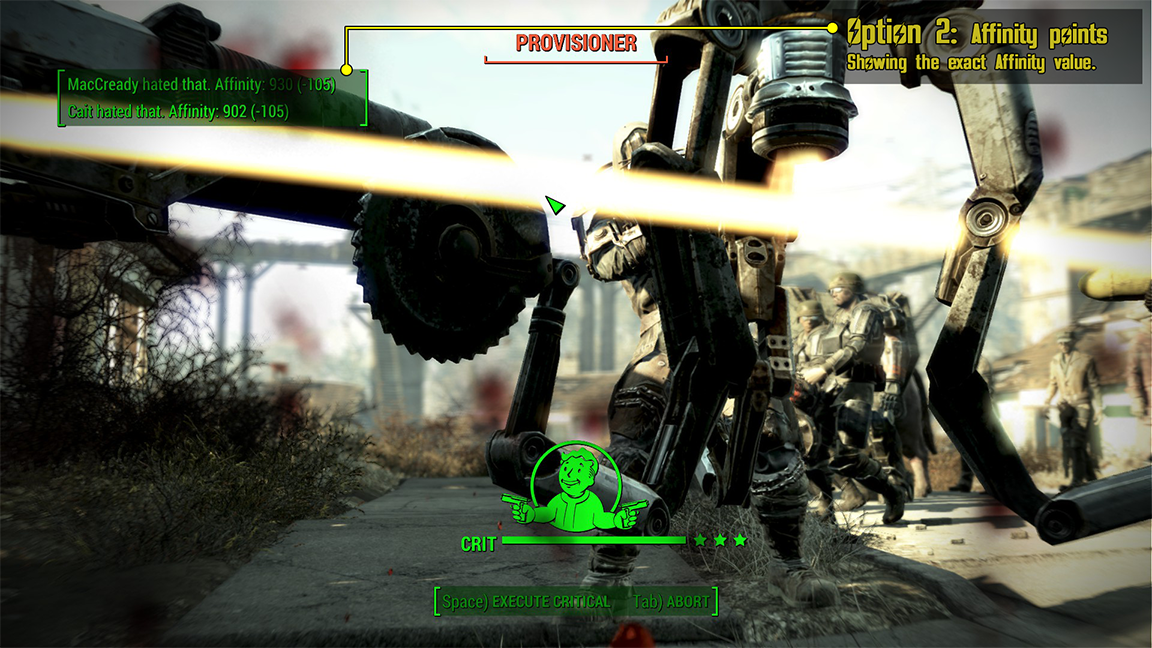 PROVISIONER
Option 2: Affinity points
Showing the exact Affinity value.
MacCready hated that. Affinity: 930 (-105)
Cait hated that. Affinity: 902 (-105)
CRIT
Space) EXECUTE CRITICAL Tab) ABORT